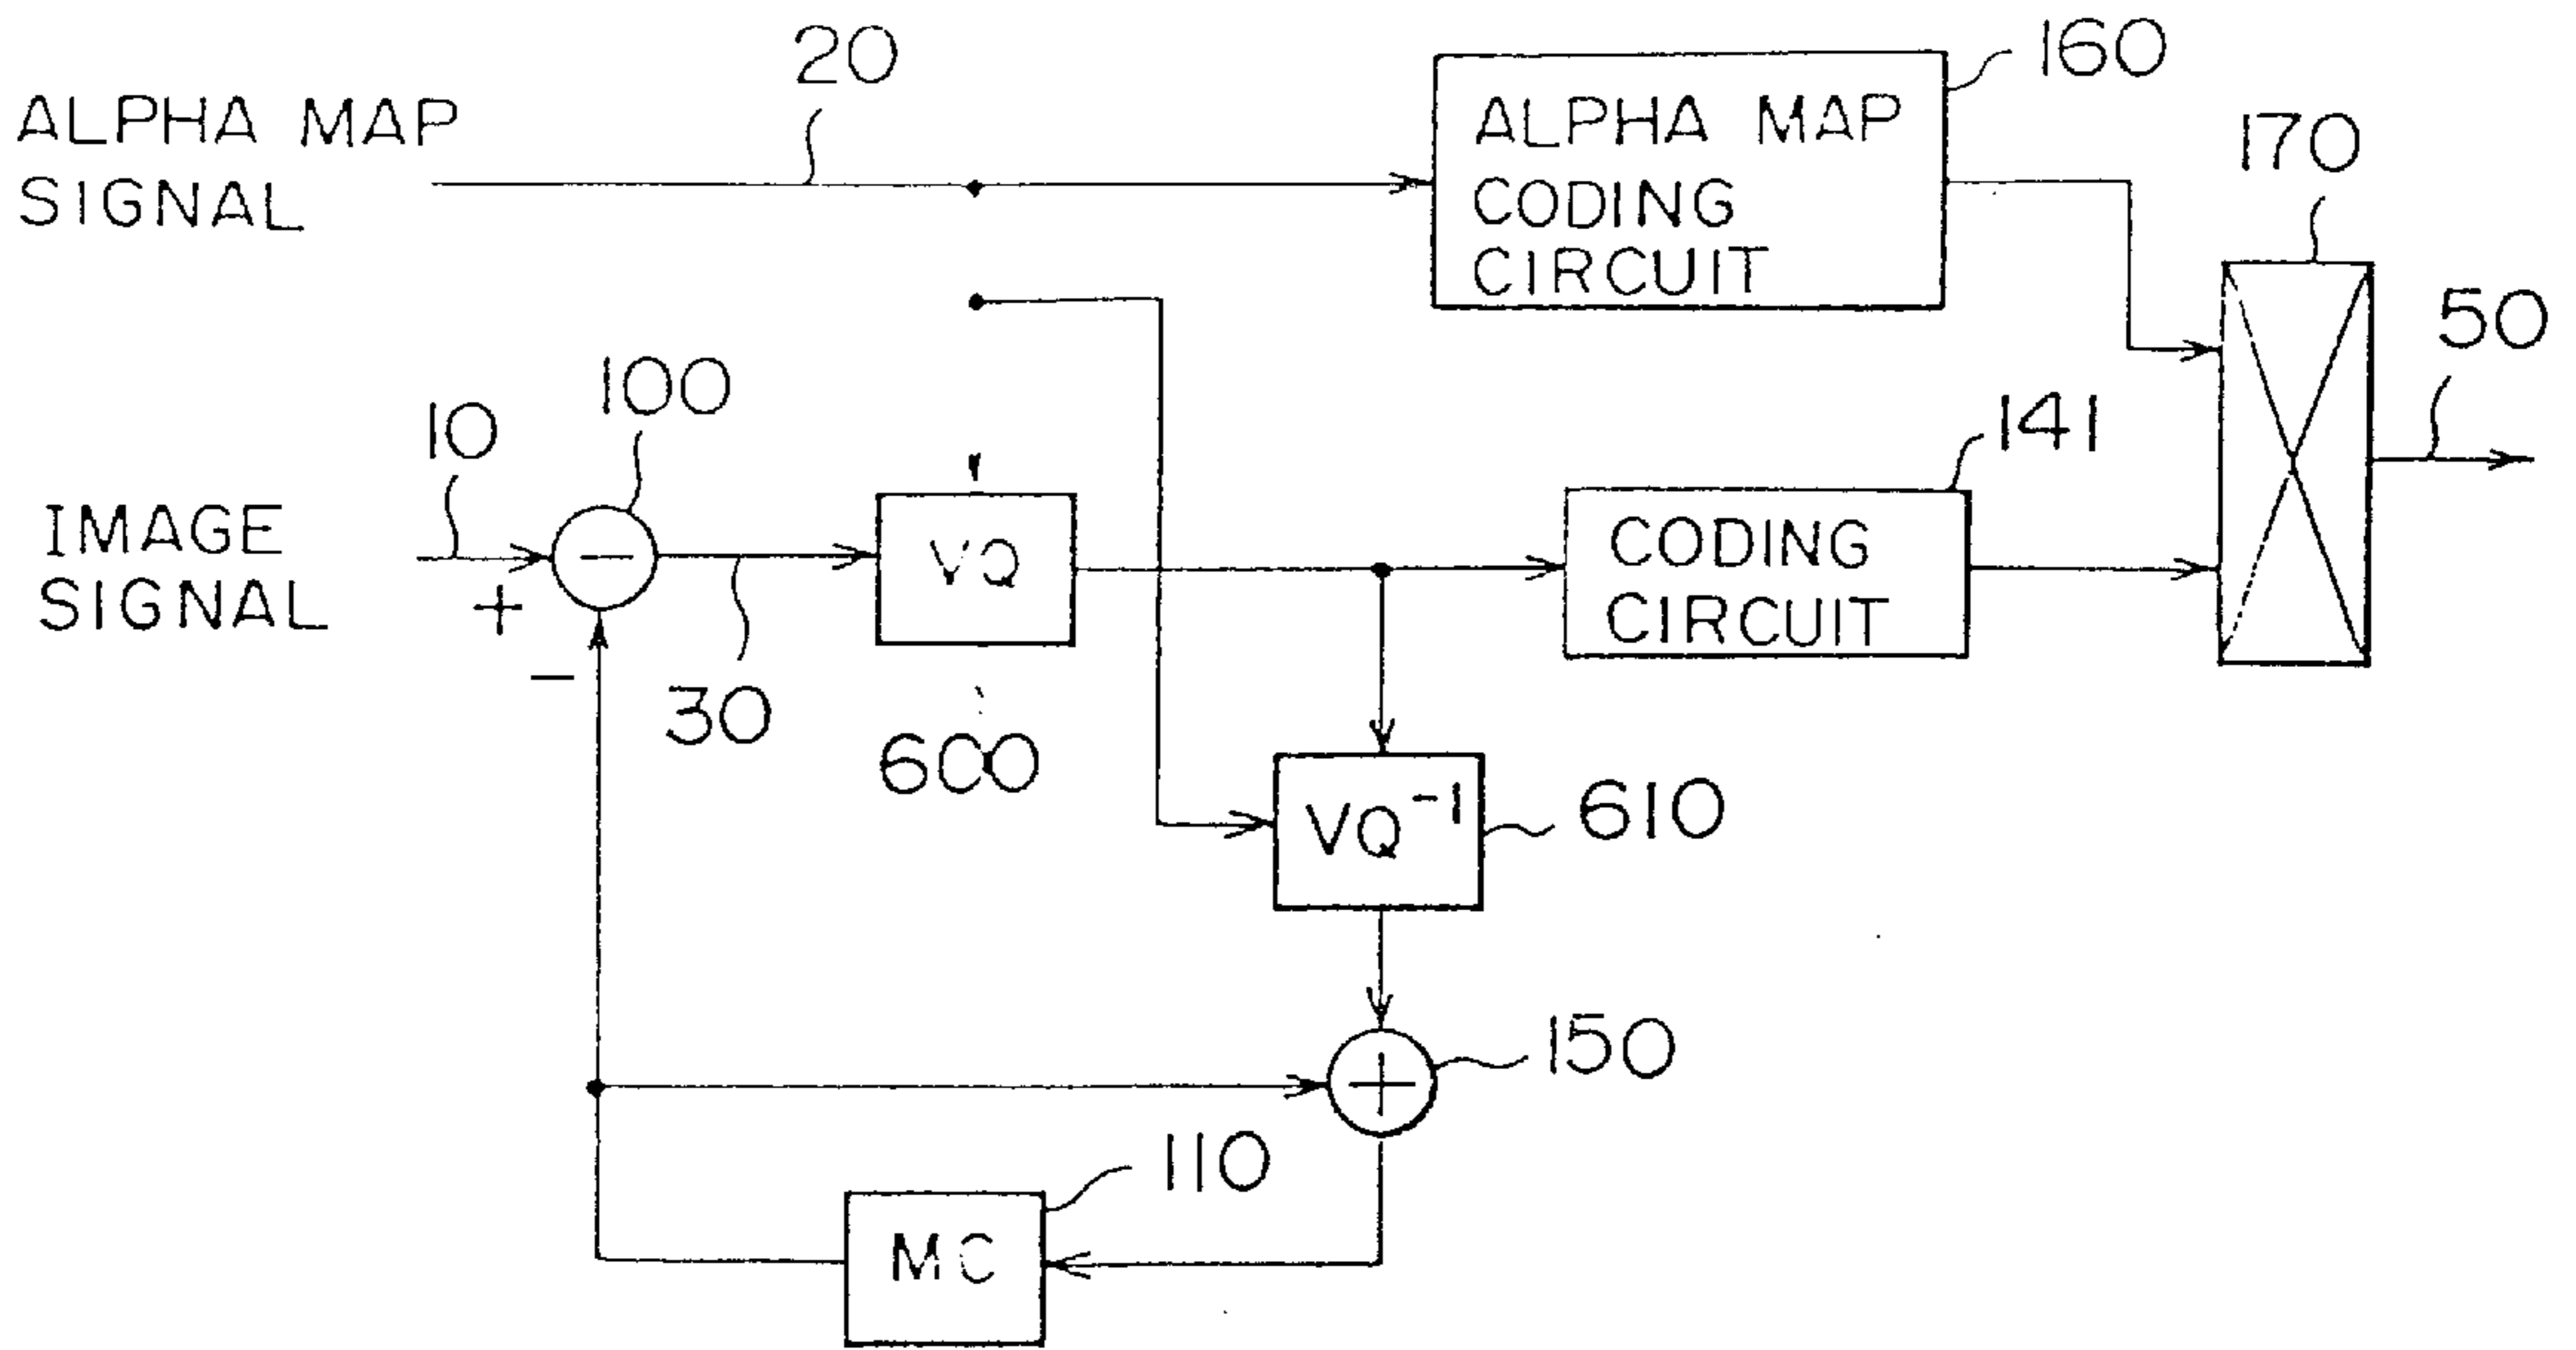 20
160
ALPHA MAP
SIGNAL
ALPHA MAP
CODING
CIRCUIT
170
50
10
100
141
IMAGE
SIGNAL
+
−
−
VQ
CODING
CIRCUIT
30
600
VQ⁻¹
610
+
150
110
MC